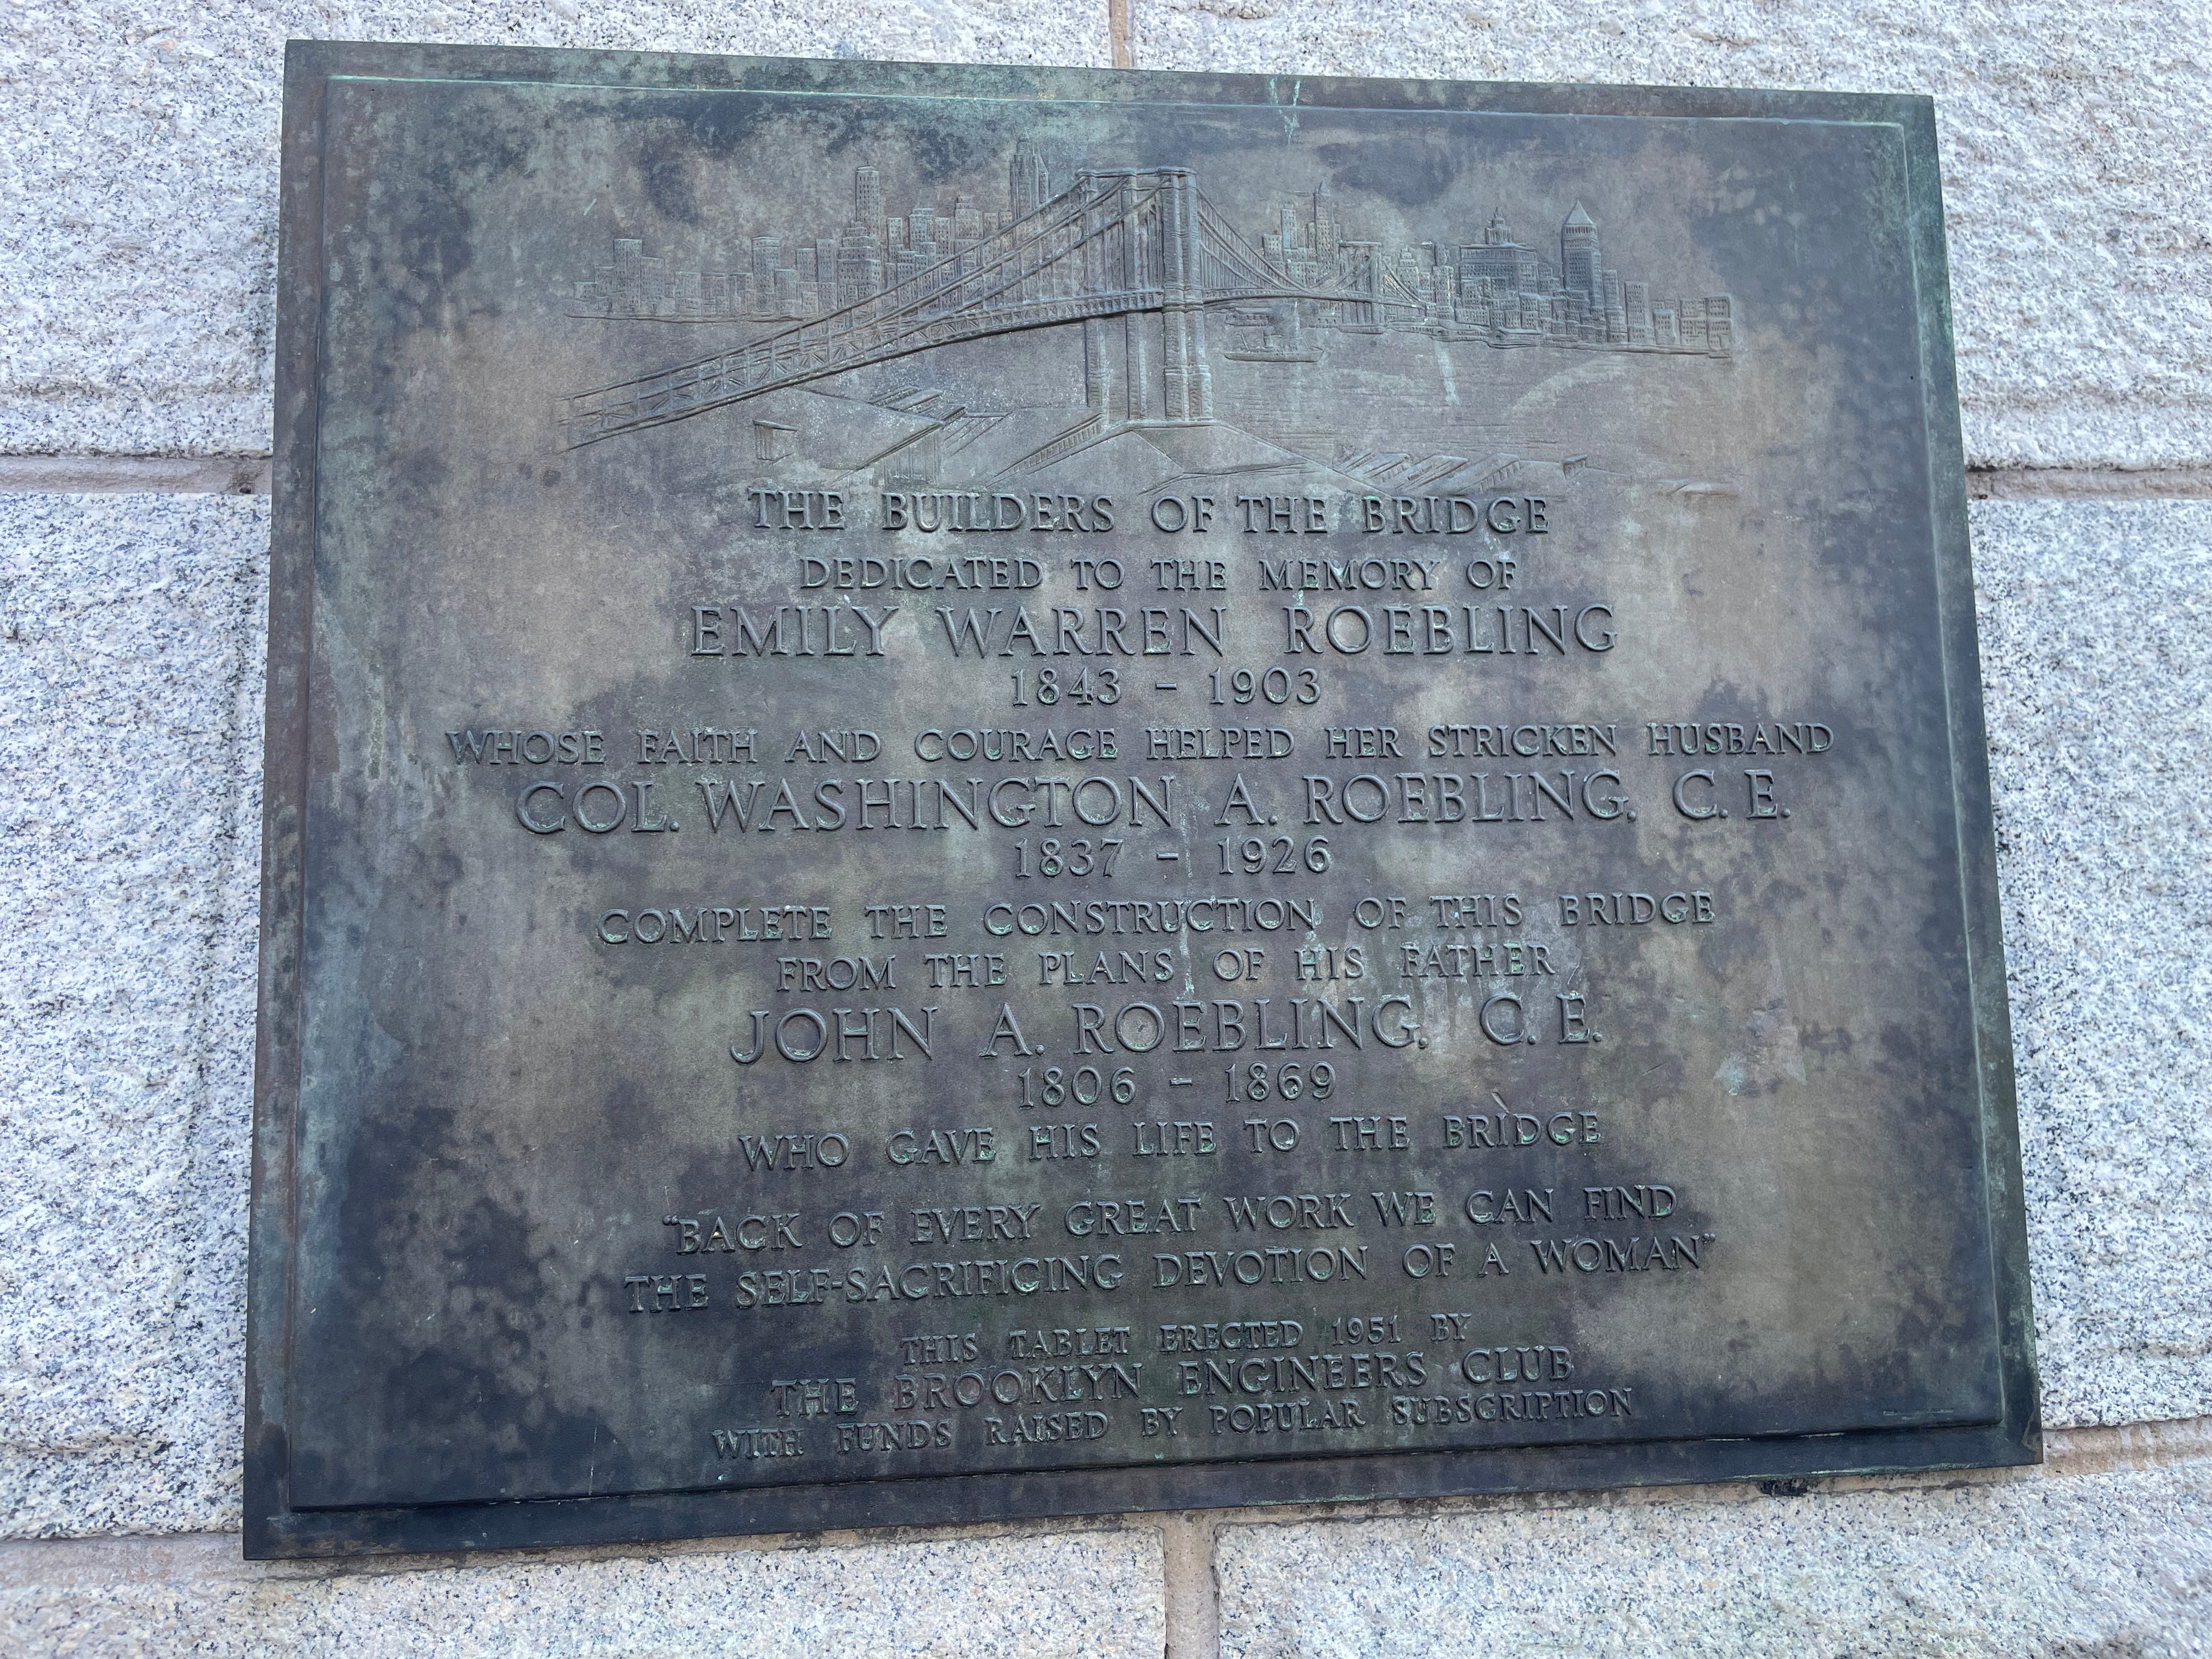 THE BUILDERS OF THE BRIDGE
DEDICATED TO THE MEMORY OF
EMILY WARREN ROEBLING
1843 - 1903
WHOSE FAITH AND COURAGE HELPED HER STRICKEN HUSBAND
COL. WASHINGTON A. ROEBLING, C. E.
1837 - 1926
COMPLETE THE CONSTRUCTION OF THIS BRIDGE
FROM THE PLANS OF HIS FATHER
JOHN A. ROEBLING, C. E.
1806 - 1869
WHO GAVE HIS LIFE TO THE BRIDGE
"BACK OF EVERY GREAT WORK WE CAN FIND
THE SELF-SACRIFICING DEVOTION OF A WOMAN"
THIS TABLET ERECTED 1951 BY
THE BROOKLYN ENGINEERS CLUB
WITH FUNDS RAISED BY POPULAR SUBSCRIPTION